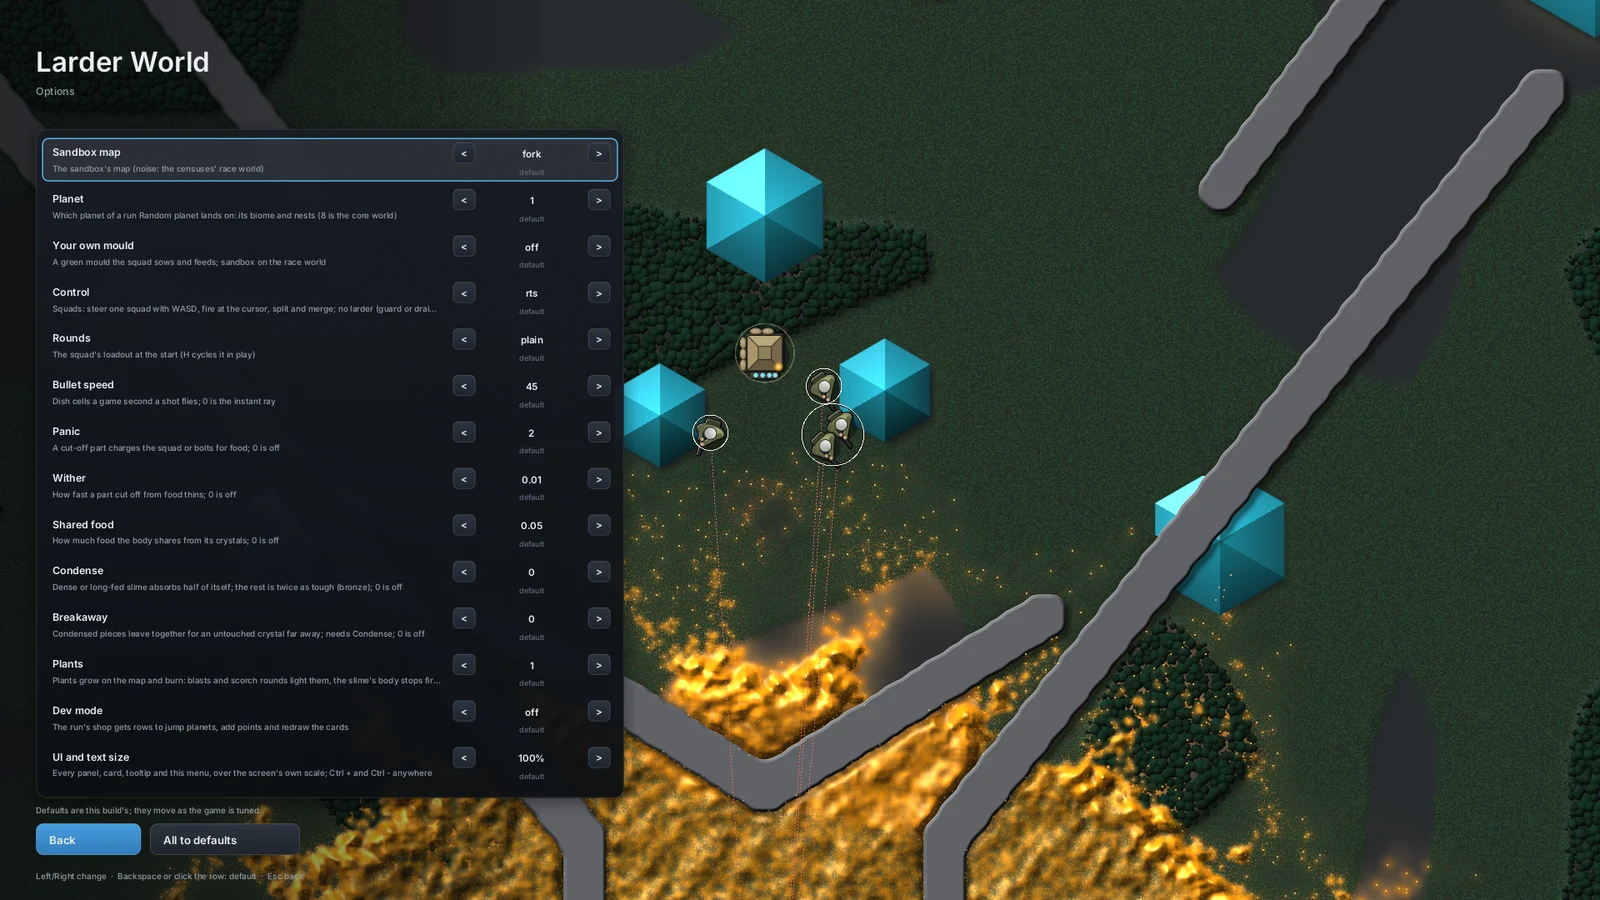 Larder World
Options
Sandbox map
The sandbox's map (noise: the censuses' race world)
< fork >
default
Planet
Which planet of a run Random planet lands on: its biome and nests (8 is the core world)
< 1 >
default
Your own mould
A green mould the squad sows and feeds; sandbox on the race world
< off >
default
Control
Squads: steer one squad with WASD, fire at the cursor, split and merge; no larder (guard or drai...
< rts >
default
Rounds
The squad's loadout at the start (H cycles it in play)
< plain >
default
Bullet speed
Dish cells a game second a shot flies; 0 is the instant ray
< 45 >
default
Panic
A cut-off part charges the squad or bolts for food; 0 is off
< 2 >
default
Wither
How fast a part cut off from food thins; 0 is off
< 0.01 >
default
Shared food
How much food the body shares from its crystals; 0 is off
< 0.05 >
default
Condense
Dense or long-fed slime absorbs half of itself; the rest is twice as tough (bronze); 0 is off
< 0 >
default
Breakaway
Condensed pieces leave together for an untouched crystal far away; needs Condense; 0 is off
< 0 >
default
Plants
Plants grow on the map and burn: blasts and scorch rounds light them, the slime's body stops fir...
< 1 >
default
Dev mode
The run's shop gets rows to jump planets, add points and redraw the cards
< off >
default
UI and text size
Every panel, card, tooltip and this menu, over the screen's own scale; Ctrl + and Ctrl - anywhere
< 100% >
default
Defaults are this build's; they move as the game is tuned
Back
All to defaults
Left/Right change · Backspace or click the row: default · Esc back